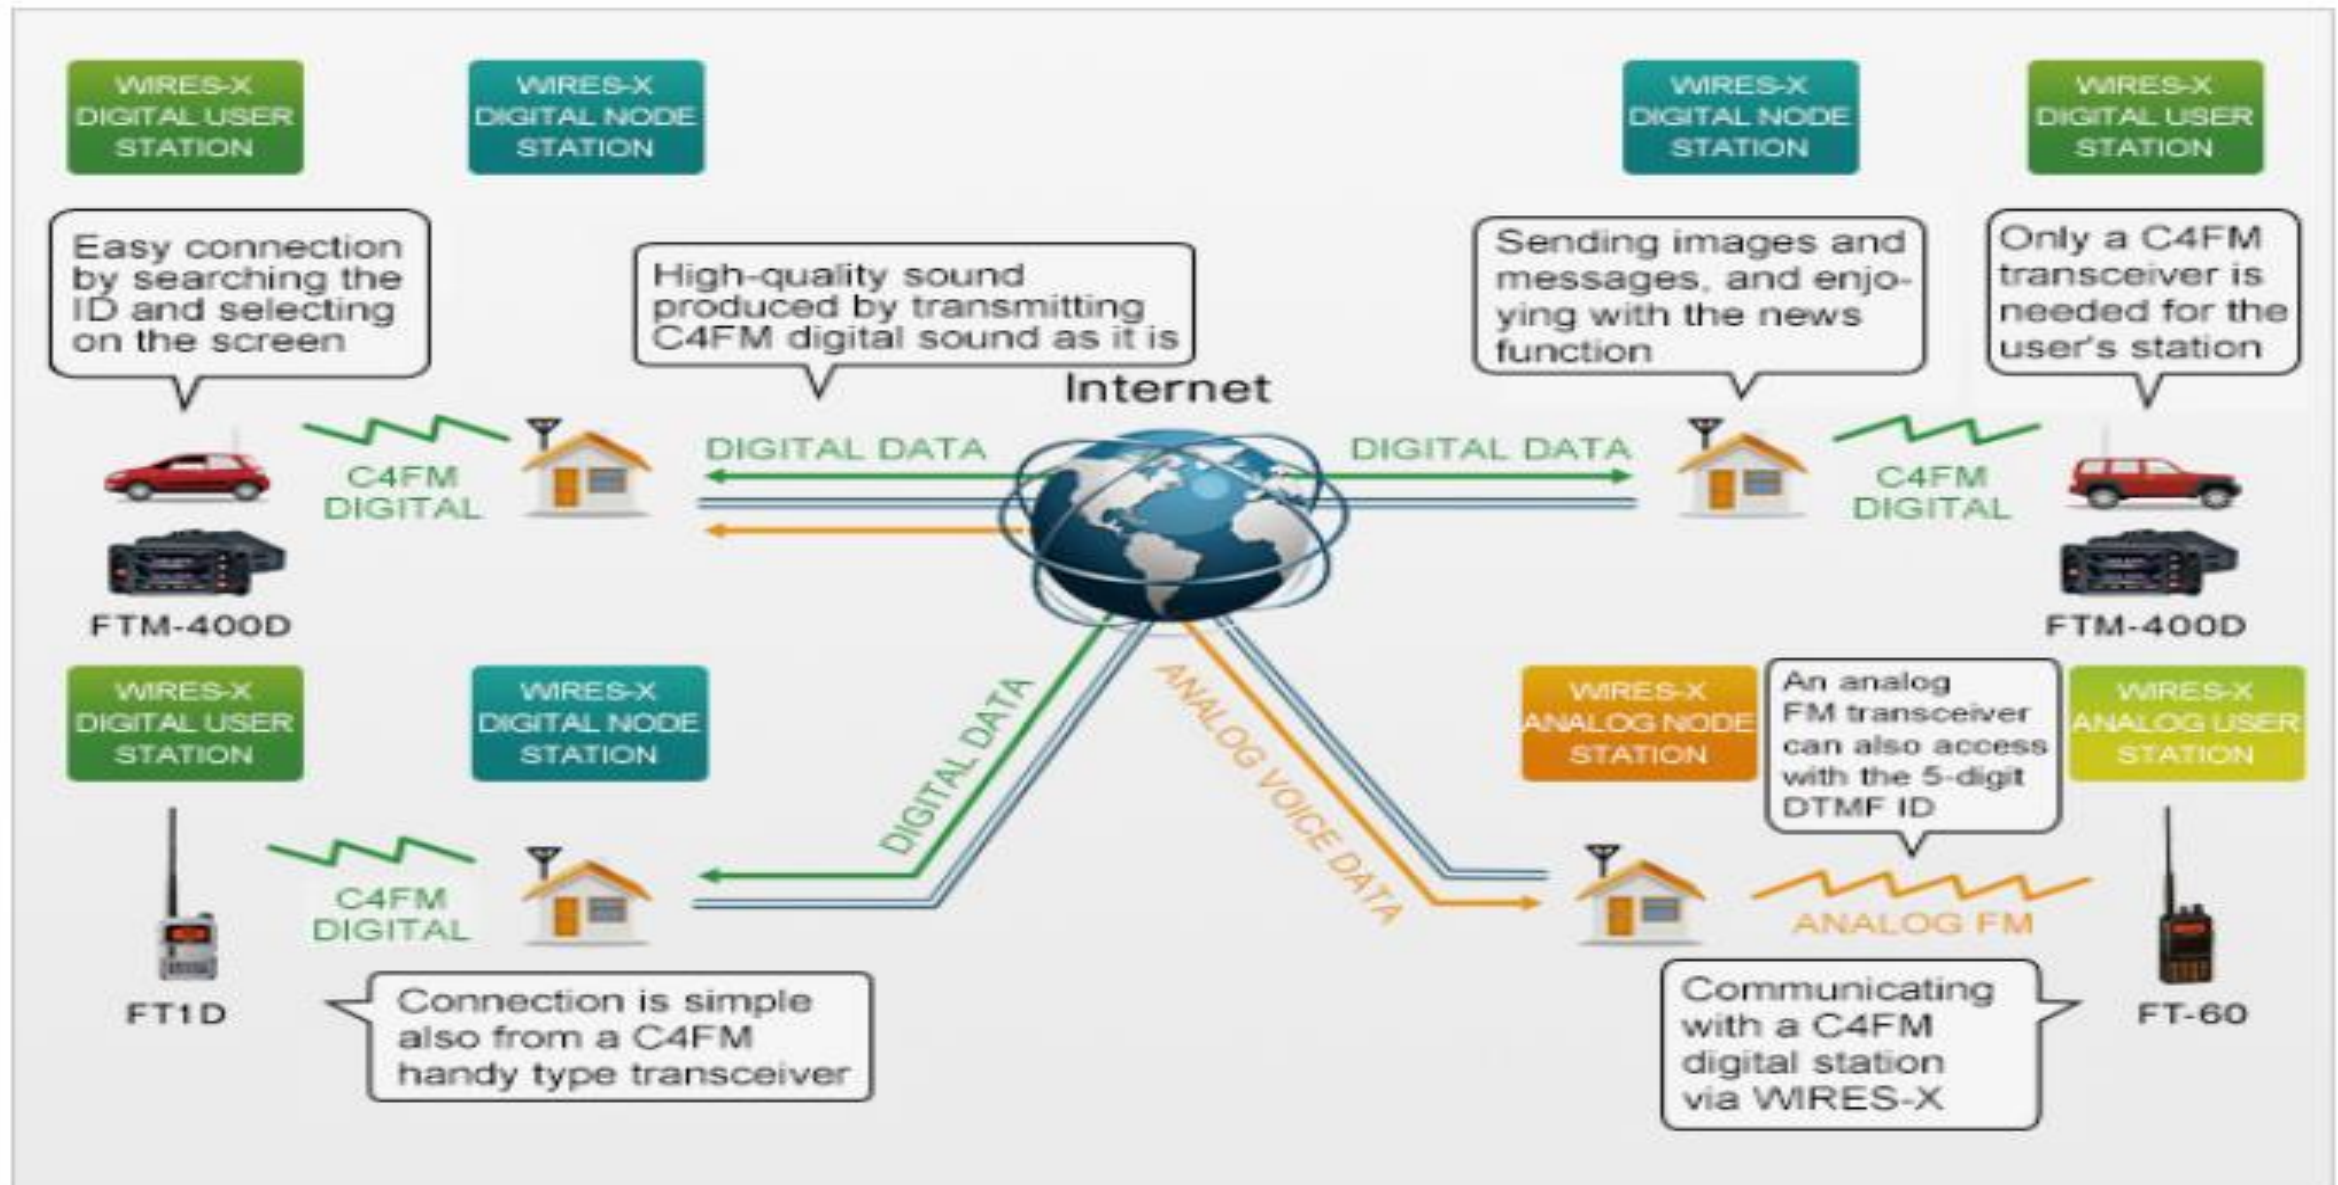 WIRES-X
DIGITAL USER
STATION
WIRES-X
DIGITAL NODE
STATION
WIRES-X
DIGITAL NODE
STATION
WIRES-X
DIGITAL USER
STATION
Easy connection
by searching the
ID and selecting
on the screen
High-quality sound
produced by transmitting
C4FM digital sound as it is
Sending images and
messages, and enjo-
ying with the news
function
Only a C4FM
transceiver is
needed for the
user's station
Internet
C4FM
DIGITAL
DIGITAL DATA
DIGITAL DATA
C4FM
DIGITAL
FTM-400D
FTM-400D
WIRES-X
DIGITAL USER
STATION
WIRES-X
DIGITAL NODE
STATION
DIGITAL DATA
ANALOG VOICE DATA
WIRES-X
ANALOG NODE
STATION
An analog
FM transceiver
can also access
with the 5-digit
DTMF ID
WIRES-X
ANALOG USER
STATION
C4FM
DIGITAL
ANALOG FM
FT1D
Connection is simple
also from a C4FM
handy type transceiver
Communicating
with a C4FM
digital station
via WIRES-X
FT-60